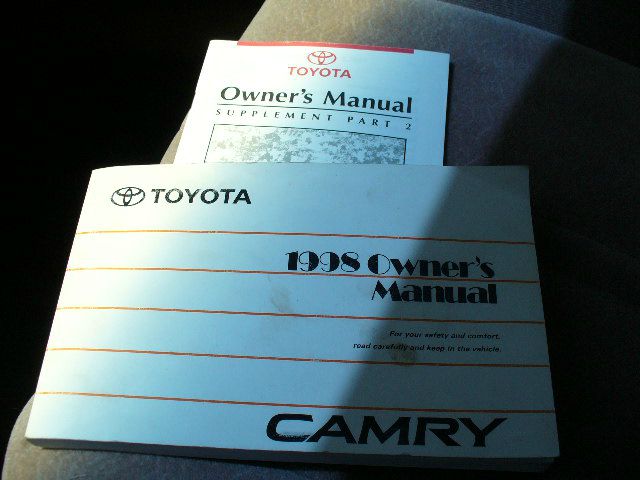 TOYOTA
Owner's Manual
SUPPLEMENT PART 2
TOYOTA
1998 Owner's
Manual
For your safety and comfort,
read carefully and keep in the vehicle.
CAMRY